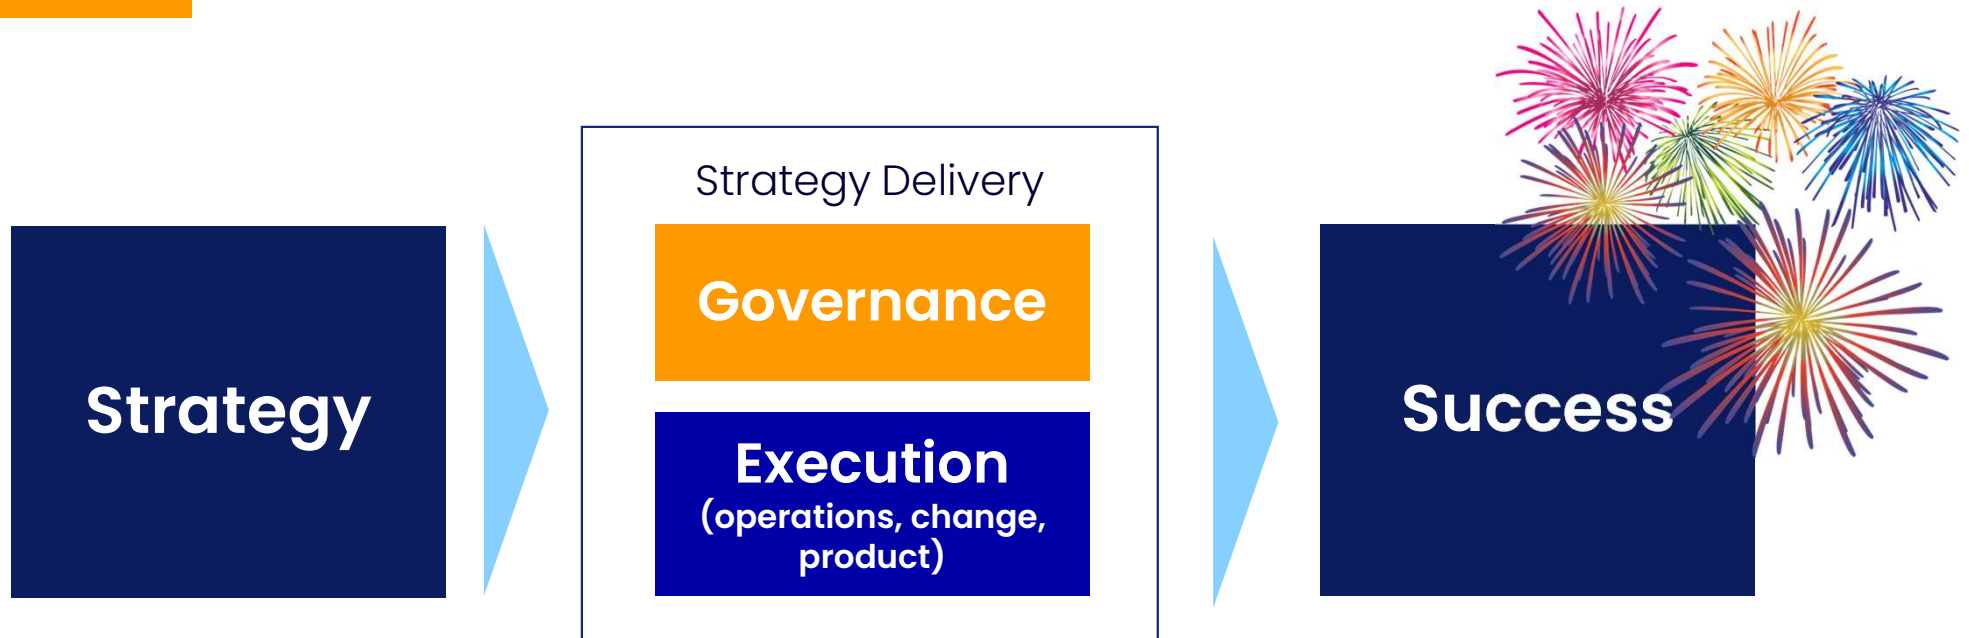 Strategy Delivery
Strategy
Governance
Execution
(operations, change,
product)
Success